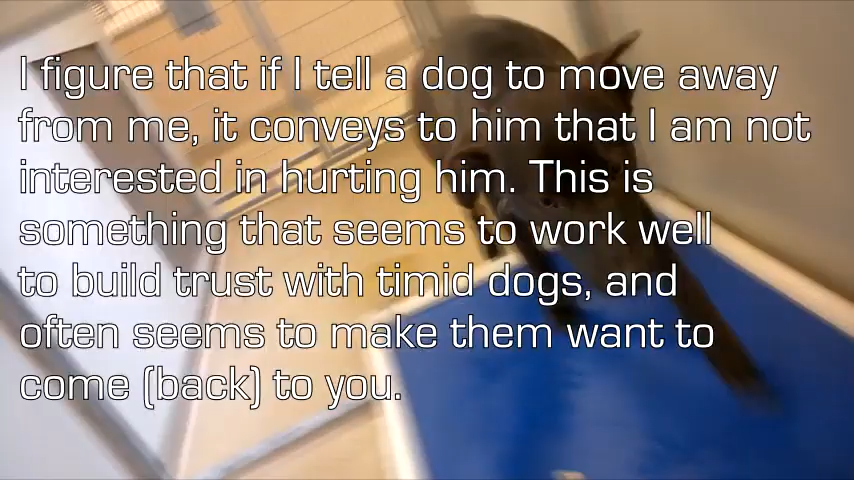 I figure that if I tell a dog to move away
from me, it conveys to him that I am not
interested in hurting him. This is
something that seems to work well
to build trust with timid dogs, and
often seems to make them want to
come (back) to you.